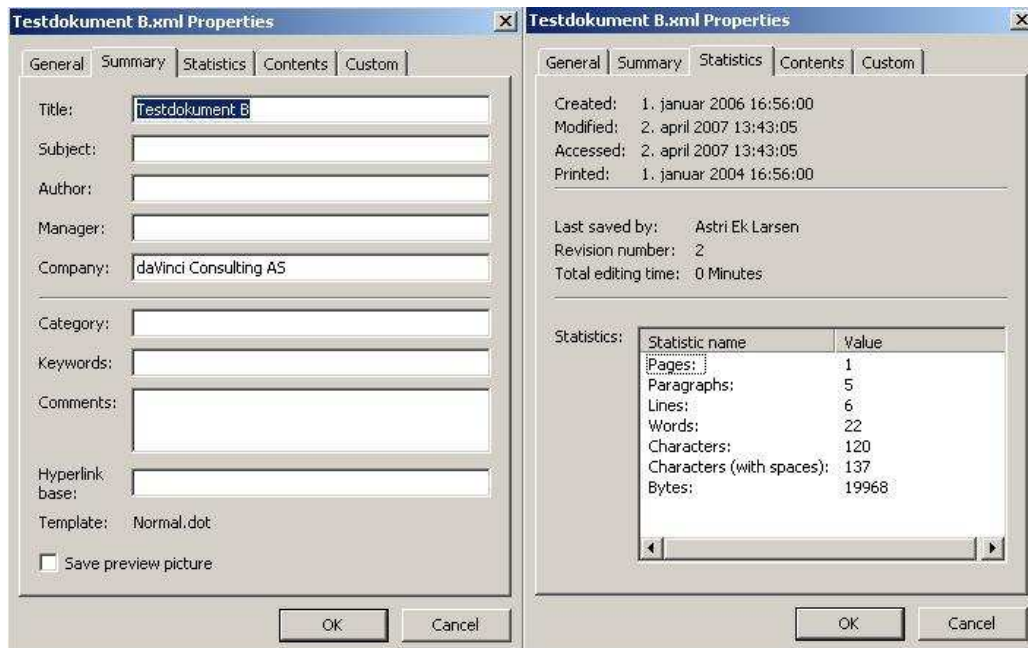 Testdokument B.xml Properties
General Summary Statistics Contents Custom
Title: Testdokument B
Subject:
Author:
Manager:
Company: daVinci Consulting AS
Category:
Keywords:
Comments:
Hyperlink
base:
Template: Normal.dot
Save preview picture
OK Cancel
Testdokument B.xml Properties
General Summary Statistics Contents Custom
Created: 1. januar 2006 16:56:00
Modified: 2. april 2007 13:43:05
Accessed: 2. april 2007 13:43:05
Printed: 1. januar 2004 16:56:00
Last saved by: Astri Ek Larsen
Revision number: 2
Total editing time: 0 Minutes
Statistics:
Statistic name Value
Pages: 1
Paragraphs: 5
Lines: 6
Words: 22
Characters: 120
Characters (with spaces): 137
Bytes: 19968
OK Cancel